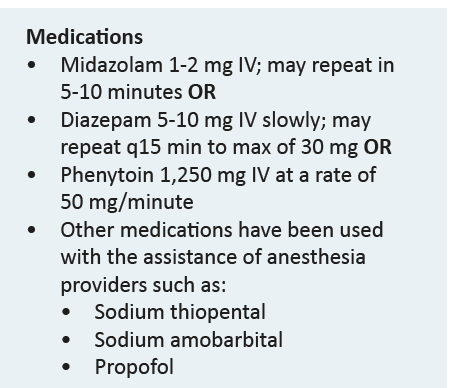 Medications
• Midazolam 1-2 mg IV; may repeat in
5-10 minutes OR
• Diazepam 5-10 mg IV slowly; may
repeat q15 min to max of 30 mg OR
• Phenytoin 1,250 mg IV at a rate of
50 mg/minute
• Other medications have been used
with the assistance of anesthesia
providers such as:
• Sodium thiopental
• Sodium amobarbital
• Propofol